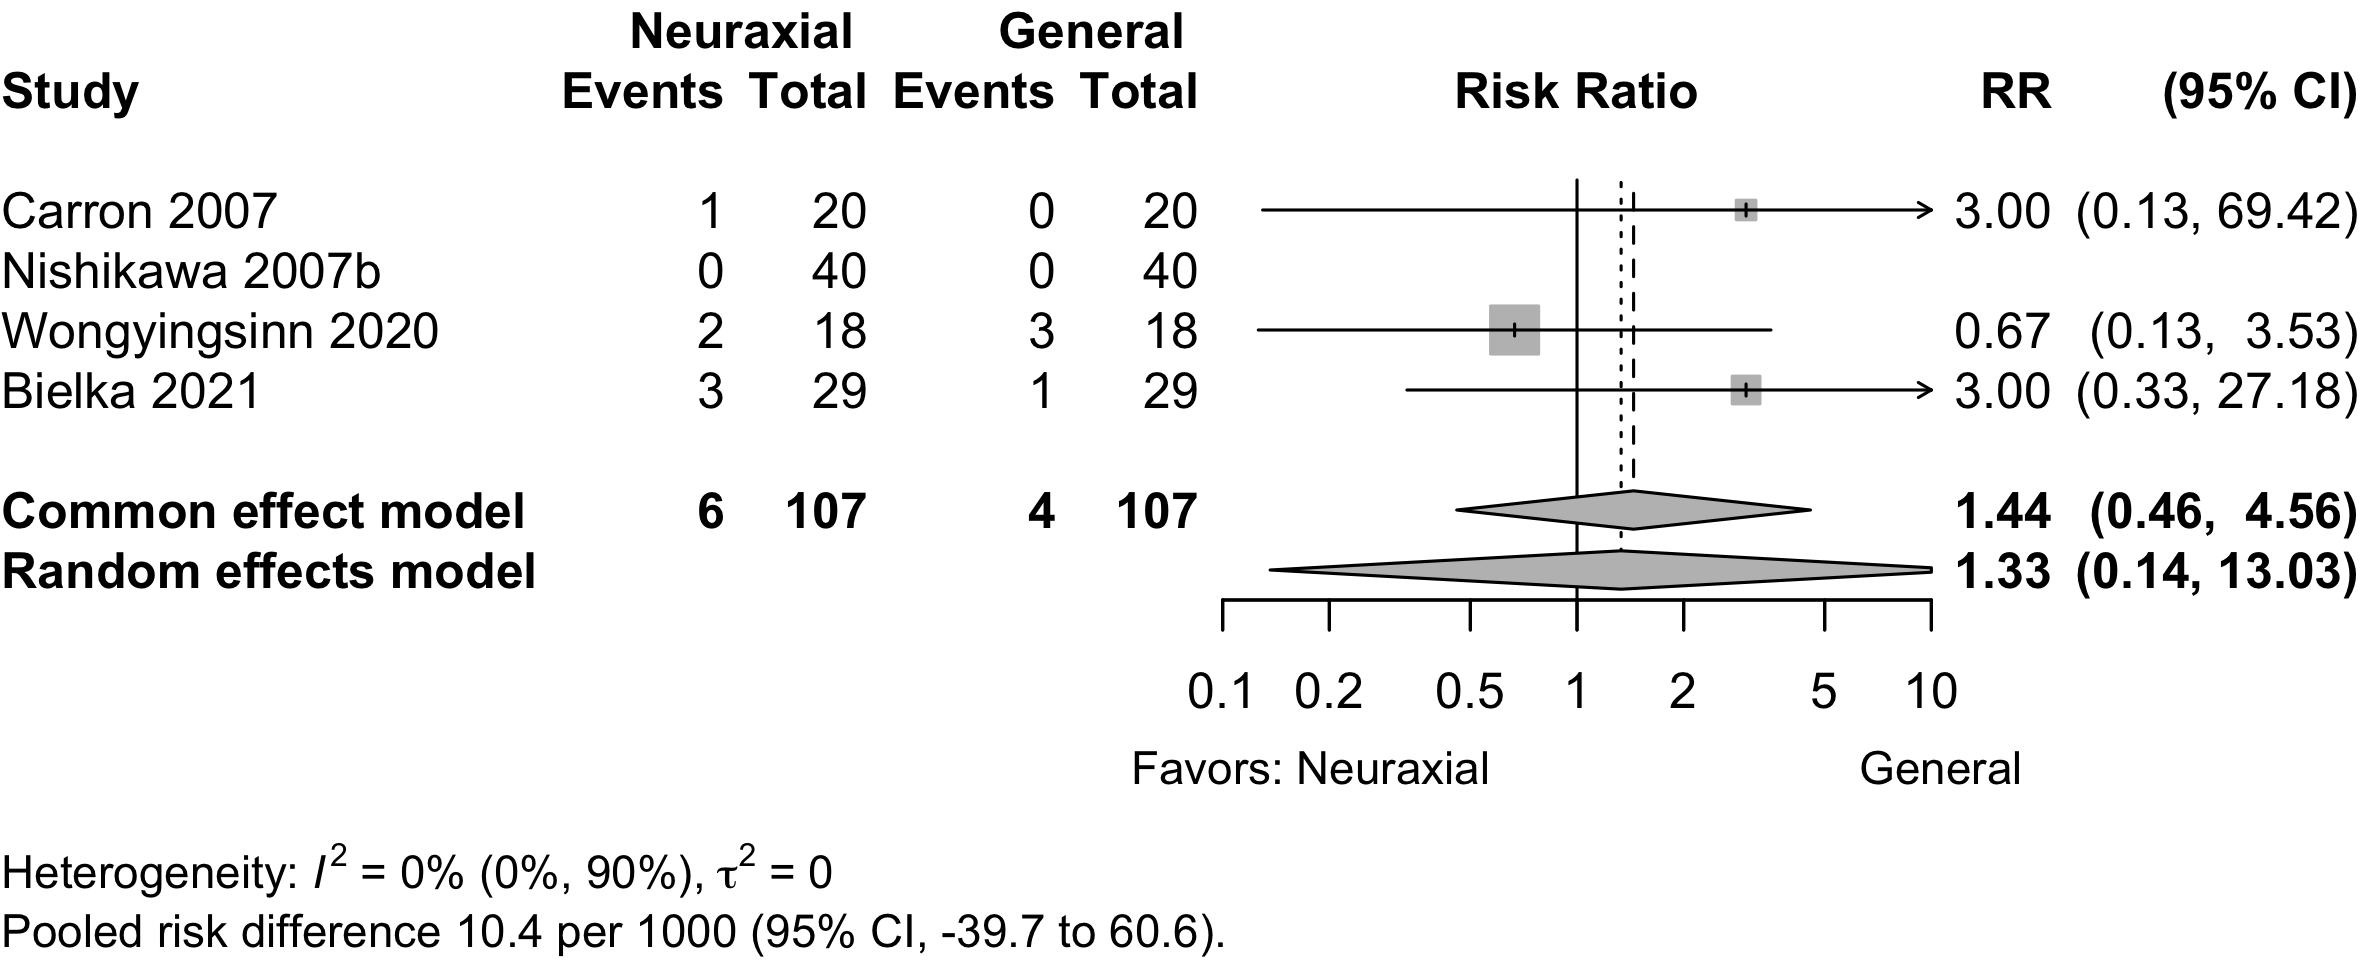 Neuraxial General
Study Events Total Events Total Risk Ratio RR (95% CI)
Carron 2007 1 20 0 20 3.00 (0.13, 69.42)
Nishikawa 2007b 0 40 0 40
Wongyingsinn 2020 2 18 3 18 0.67 (0.13, 3.53)
Bielka 2021 3 29 1 29 3.00 (0.33, 27.18)
Common effect model 6 107 4 107 1.44 (0.46, 4.56)
Random effects model 1.33 (0.14, 13.03)
0.1 0.2 0.5 1 2 5 10
Favors: Neuraxial General
Heterogeneity: I² = 0% (0%, 90%), τ² = 0
Pooled risk difference 10.4 per 1000 (95% CI, -39.7 to 60.6).